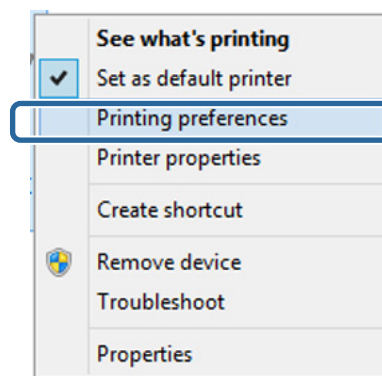 See what's printing
Set as default printer
Printing preferences
Printer properties
Create shortcut
Remove device
Troubleshoot
Properties